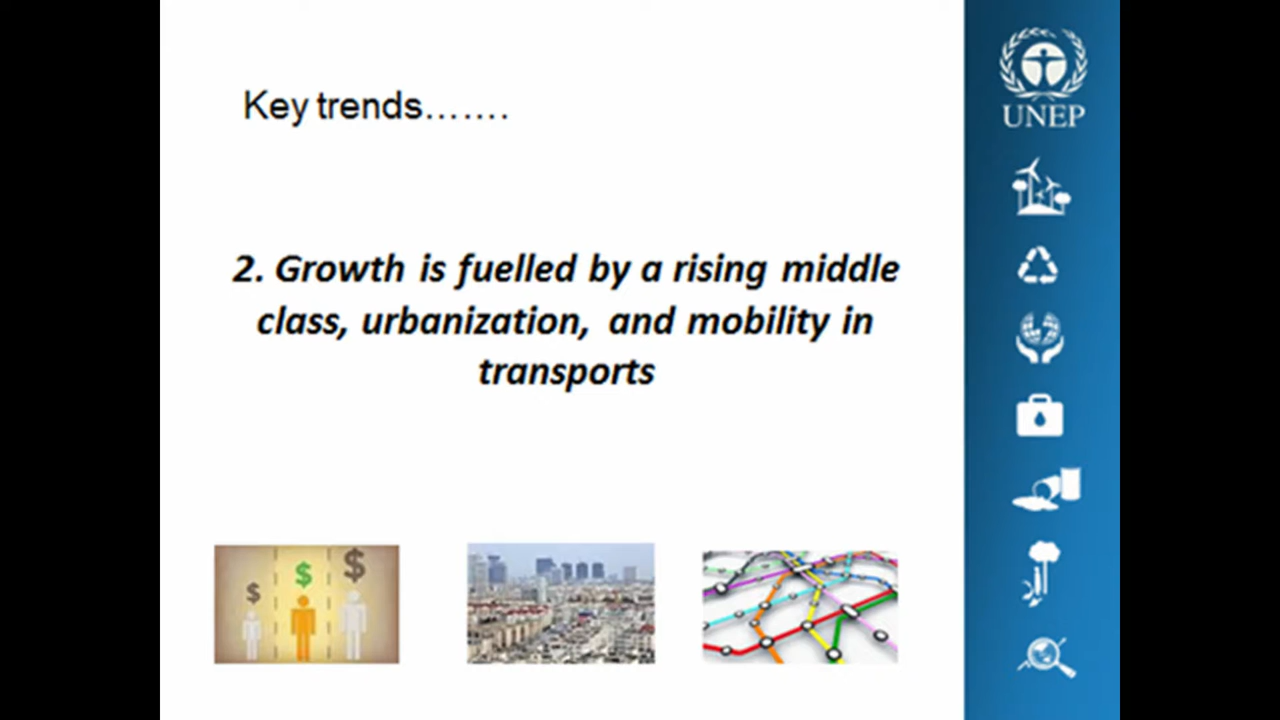 Key trends.......
UNEP
2. Growth is fuelled by a rising middle
class, urbanization, and mobility in
transports
$ $ $